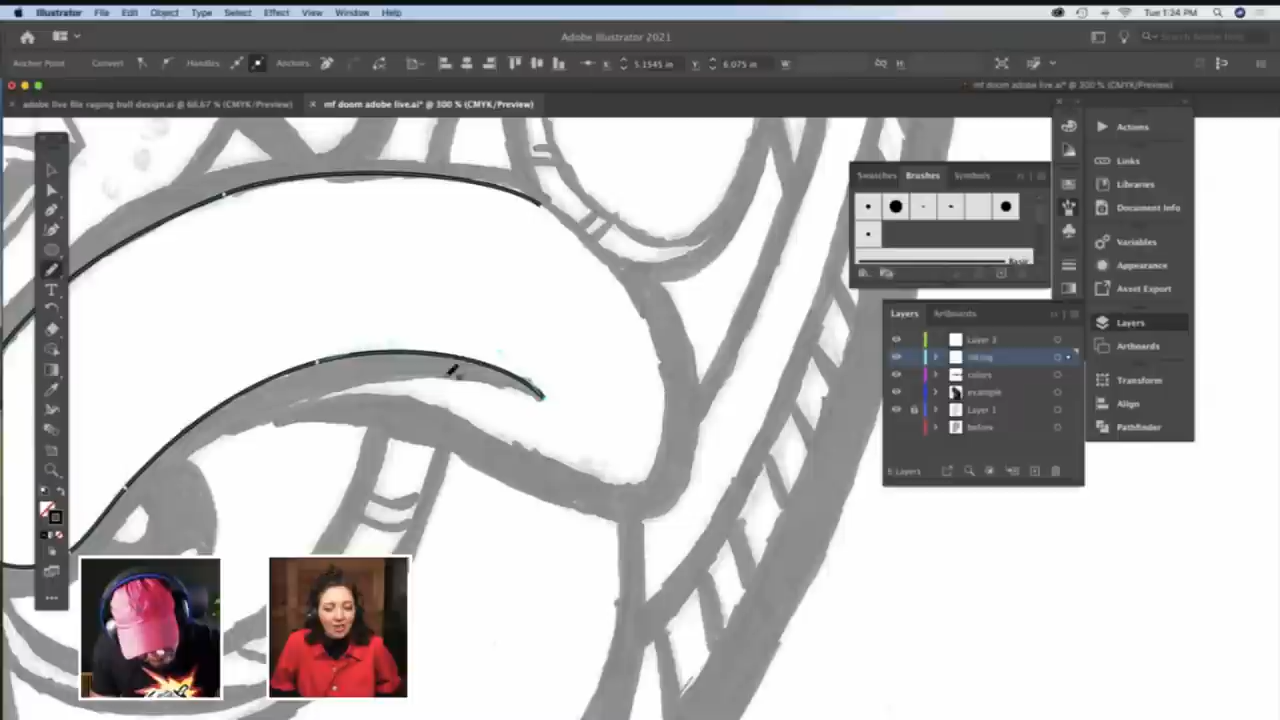 Illustrator File Edit Object Type Select Effect View Window Help
Tue 1:34 PM
Adobe Illustrator 2021
Search Adobe Help
Anchor Point Convert Handles Anchors: X: 5.1545 in Y: 6.075 in W: H:
mf doom adobe live.ai* @ 300 % (CMYK/Preview)
adobe live file raging bull design.ai @ 66.67 % (CMYK/Preview)
mf doom adobe live.ai* @ 300 % (CMYK/Preview)
Actions
Links
Libraries
Document Info
Variables
Appearance
Asset Export
Layers
Artboards
Transform
Align
Pathfinder
Swatches Brushes Symbols
Basic
Layers Artboards
colors
example
Layer 1
before
6 Layers